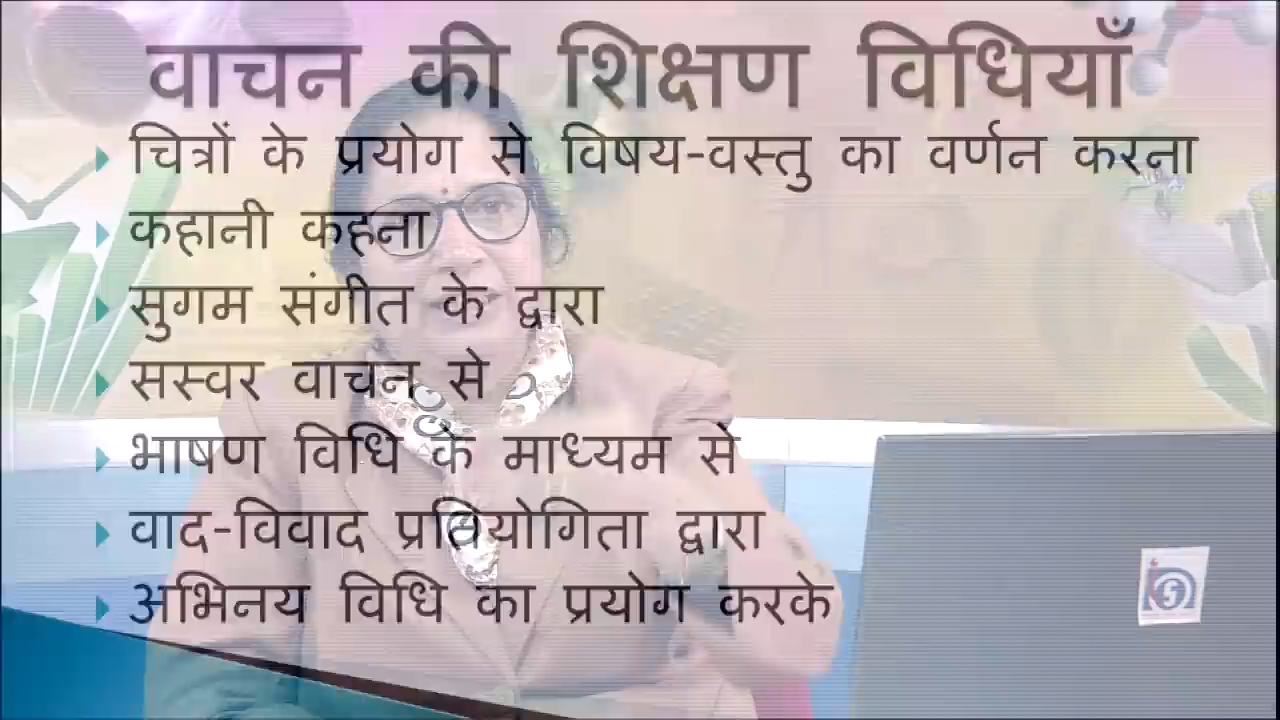 वाचन की शिक्षण विधियाँ
चित्रों के प्रयोग से विषय-वस्तु का वर्णन करना
कहानी कहना
सुगम संगीत के द्वारा
सस्वर वाचन से
भाषण विधि के माध्यम से
वाद-विवाद प्रतियोगिता द्वारा
अभिनय विधि का प्रयोग करके